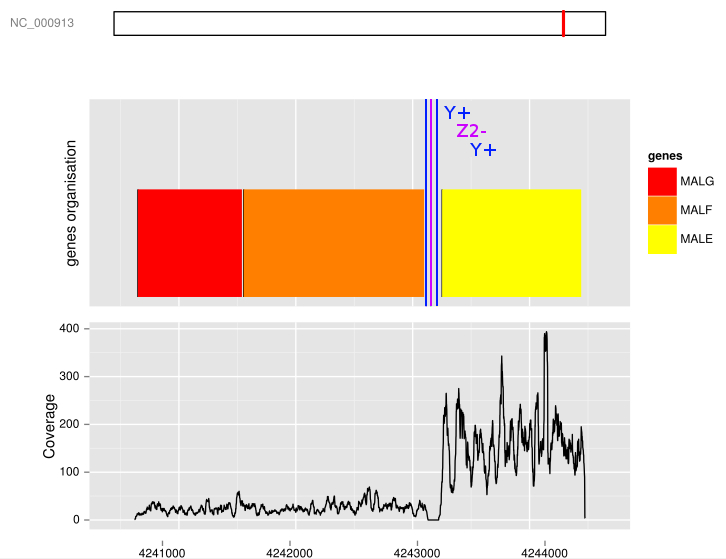 NC_000913
Y+
Z2-
Y+
genes organisation
genes
MALG
MALF
MALE
400
300
200
100
0
Coverage
4241000 4242000 4243000 4244000